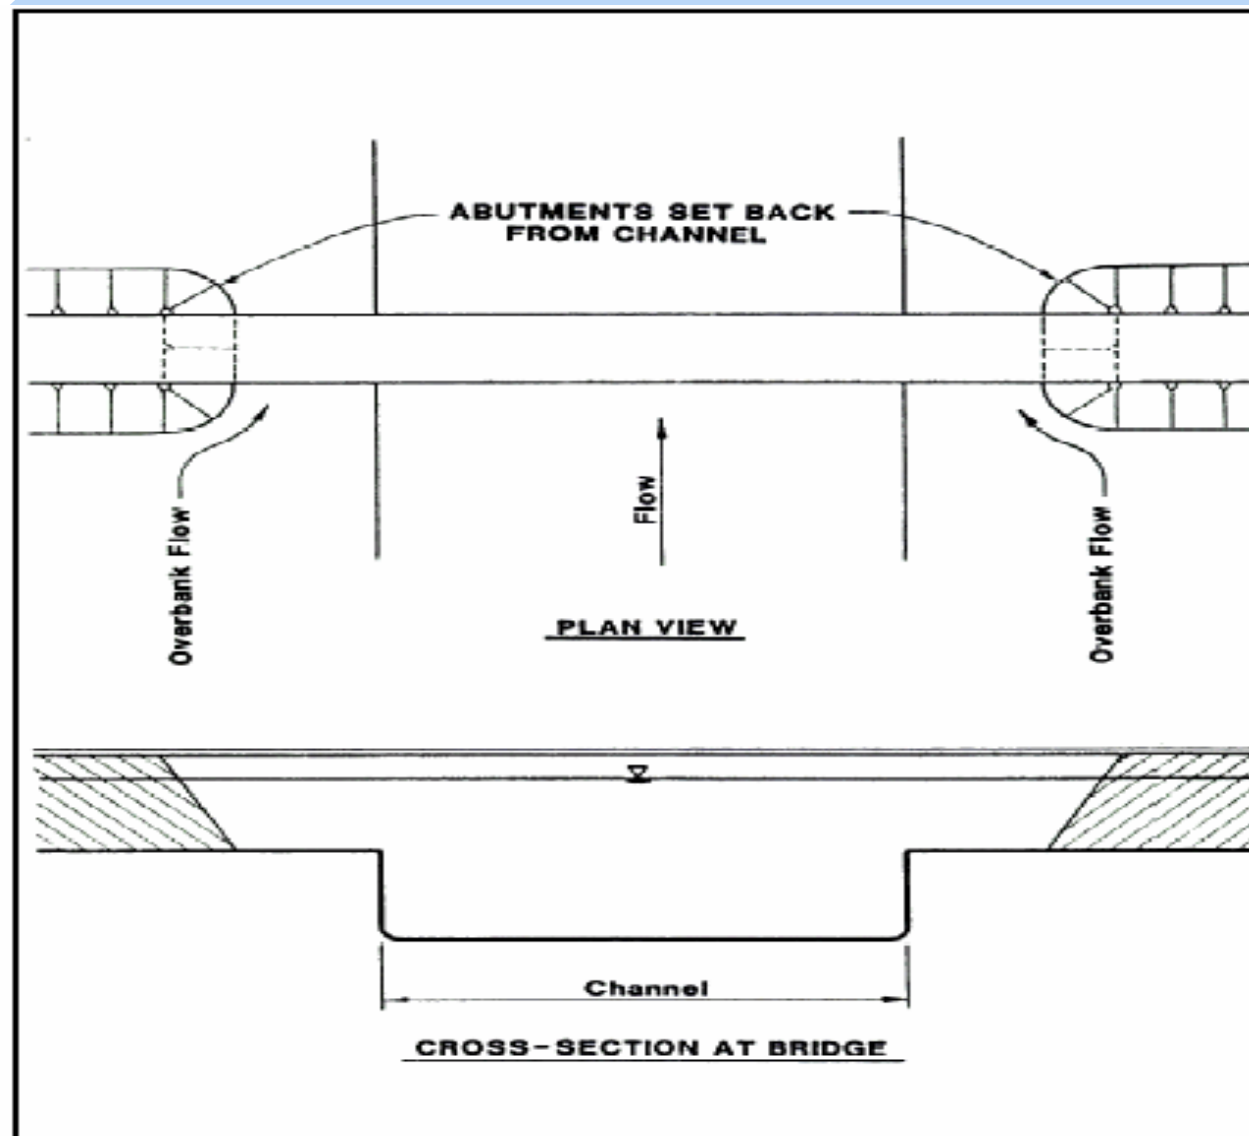 ABUTMENTS SET BACK
FROM CHANNEL
Flow
Overbank Flow
Overbank Flow
PLAN VIEW
Channel
CROSS-SECTION AT BRIDGE